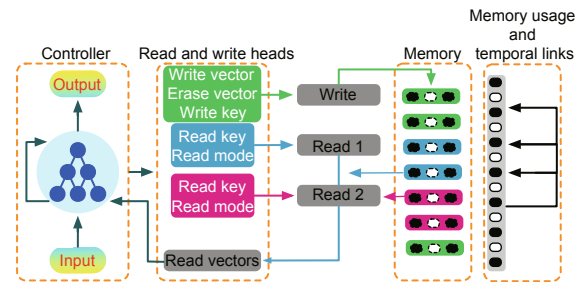 Memory usage
and
temporal links
Controller
Read and write heads
Memory
Output
Write vector
Erase vector
Write key
Write
Read key
Read mode
Read 1
Read key
Read mode
Read 2
Input
Read vectors